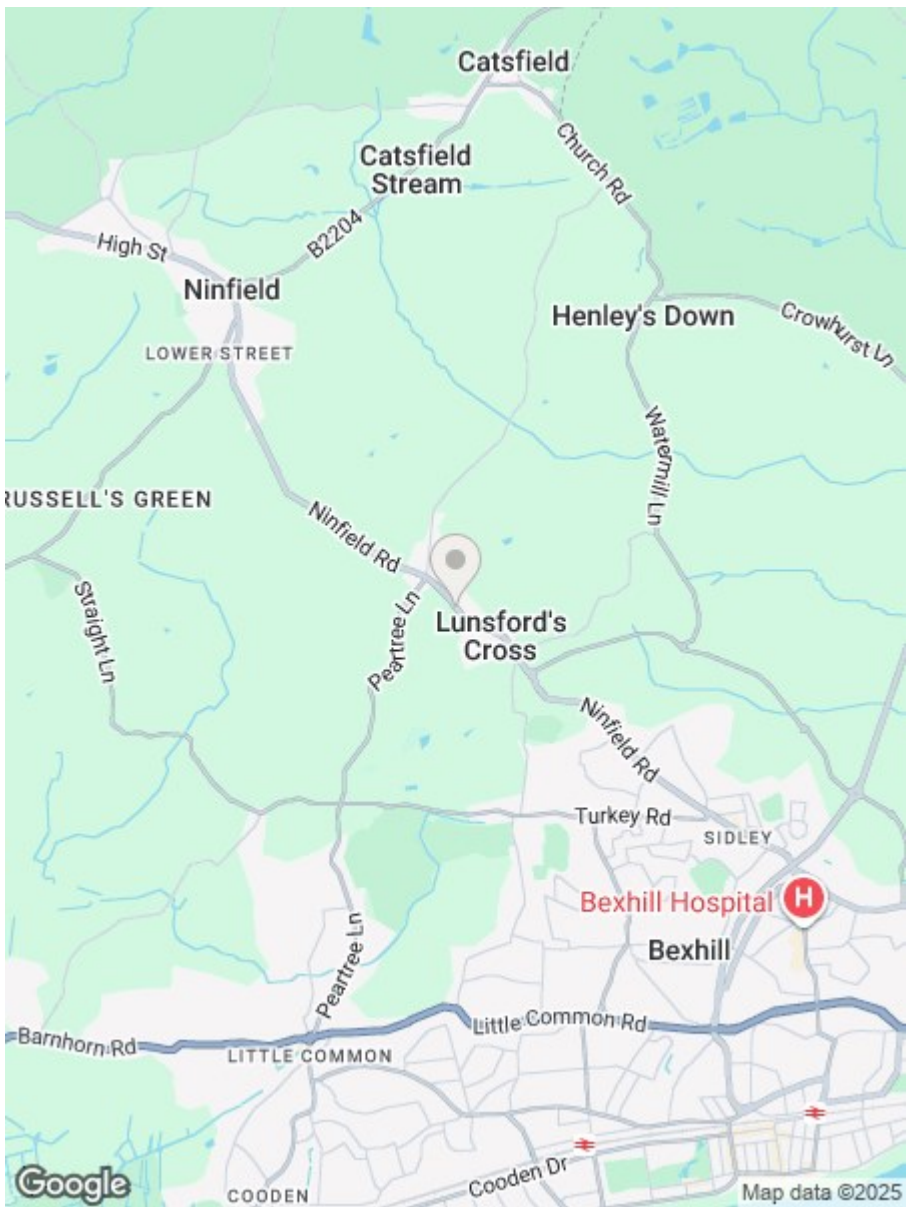 Catsfield
Catsfield
Stream
Church Rd
B2204
High St
Ninfield
Henley's Down
Crowhurst Ln
LOWER STREET
Watermill Ln
RUSSELL'S GREEN
Ninfield Rd
Straight Ln
Peartree Ln
Lunsford's
Cross
Ninfield Rd
Turkey Rd
SIDLEY
Bexhill Hospital
H
Bexhill
Peartree Ln
Little Common Rd
Barnhorn Rd
LITTLE COMMON
Cooden Dr
COODEN
Google
Map data ©2025